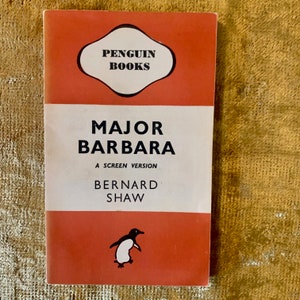 PENGUIN
BOOKS
MAJOR
BARBARA
A SCREEN VERSION
BERNARD
SHAW